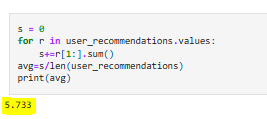 s = 0
for r in user_recommendations.values:
    s+=r[1:].sum()
avg=s/len(user_recommendations)
print(avg)
5.733